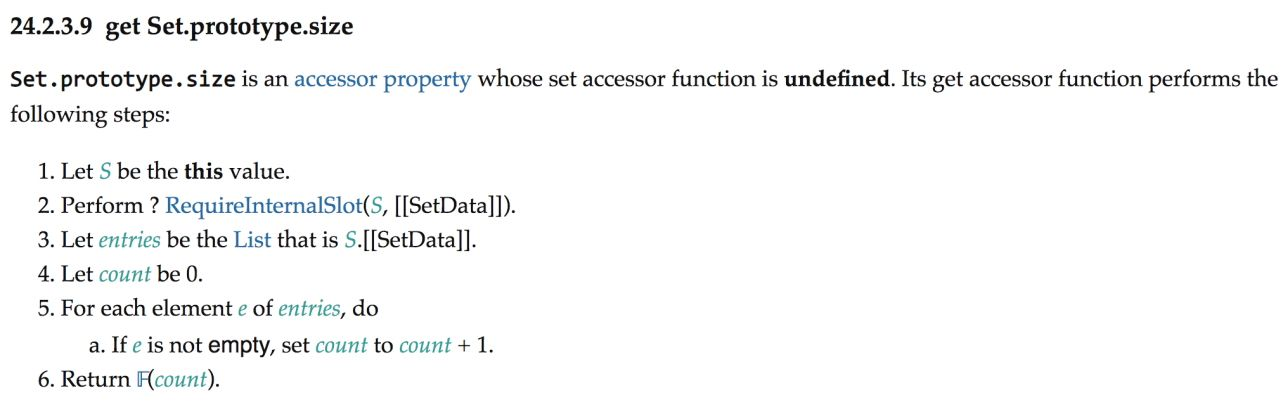 24.2.3.9 get Set.prototype.size
Set.prototype.size is an accessor property whose set accessor function is undefined. Its get accessor function performs the
following steps:
1. Let S be the this value.
2. Perform ? RequireInternalSlot(S, [[SetData]]).
3. Let entries be the List that is S.[[SetData]].
4. Let count be 0.
5. For each element e of entries, do
a. If e is not empty, set count to count + 1.
6. Return 𝔽(count).